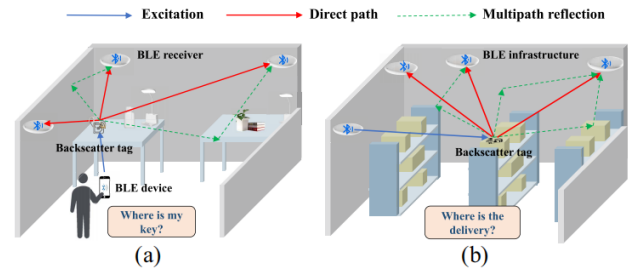 Excitation
Direct path
Multipath reflection
BLE receiver
Backscatter tag
BLE device
Where is my
key?
(a)
BLE infrastructure
Backscatter tag
Where is the
delivery?
(b)